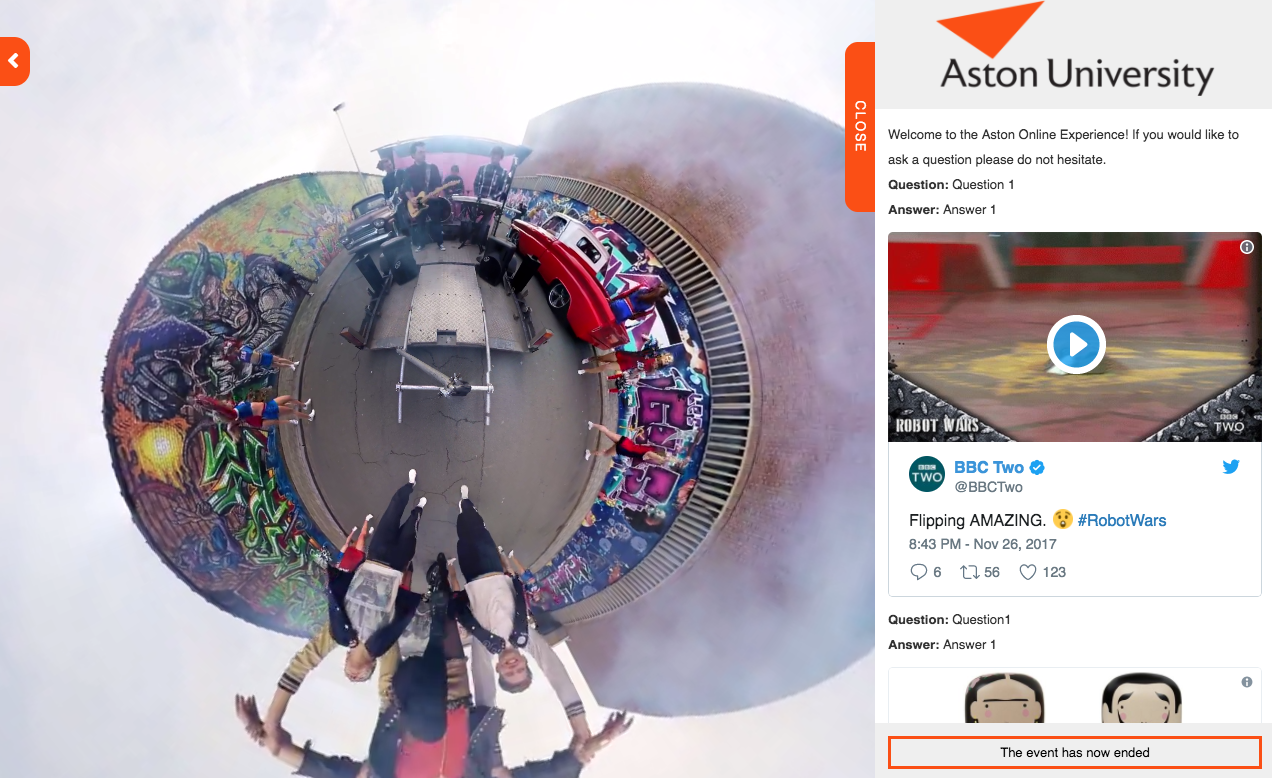 CLOSE
Aston University
Welcome to the Aston Online Experience! If you would like to
ask a question please do not hesitate.
Question: Question 1
Answer: Answer 1
ROBOT WARS
BBC
TWO
BBC
TWO
BBC Two
@BBCTwo
Flipping AMAZING. 😲 #RobotWars
8:43 PM - Nov 26, 2017
6 56 123
Question: Question1
Answer: Answer 1
The event has now ended